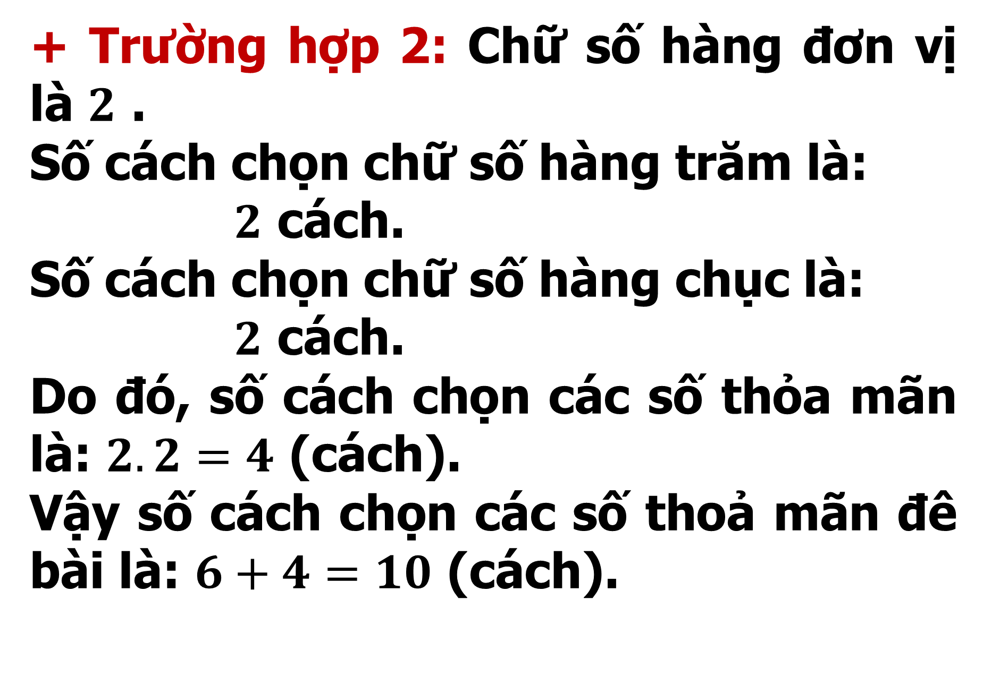 + Trường hợp 2: Chữ số hàng đơn vị
là 2 .
Số cách chọn chữ số hàng trăm là:
2 cách.
Số cách chọn chữ số hàng chục là:
2 cách.
Do đó, số cách chọn các số thỏa mãn
là: 2. 2 = 4 (cách).
Vậy số cách chọn các số thoả mãn đê
bài là: 6 + 4 = 10 (cách).